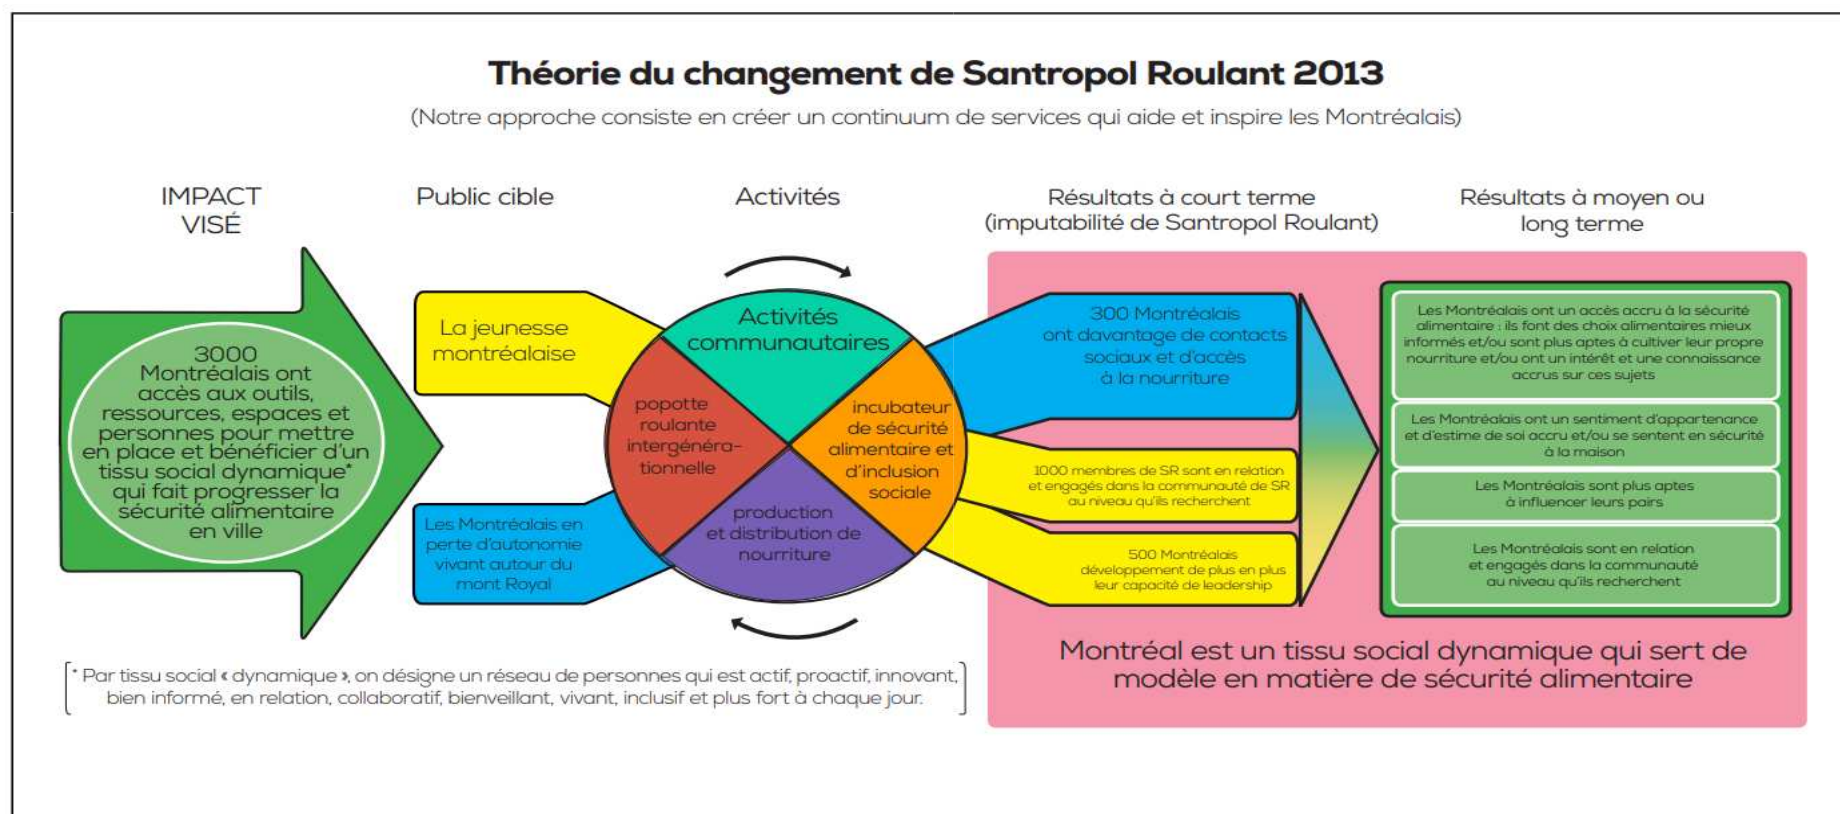 Théorie du changement de Santropol Roulant 2013
(Notre approche consiste en créer un continuum de services qui aide et inspire les Montréalais)
IMPACT
VISÉ
Public cible
Activités
Résultats à court terme
(imputabilité de Santropol Roulant)
Résultats à moyen ou
long terme
3000
Montréalais ont
accès aux outils,
ressources, espaces et
personnes pour mettre
en place et bénéficier d'un
tissu social dynamique*
qui fait progresser la
sécurité alimentaire
en ville
La jeunesse
montréalaise
Les Montréalais en
perte d'autonomie
vivant autour du
mont Royal
Activités
communautaires
popotte
roulante
intergénéra-
tionnelle
incubateur
de sécurité
alimentaire et
d'inclusion
sociale
production
et distribution de
nourriture
300 Montréalais
ont davantage de contacts
sociaux et d'accès
à la nourriture
1000 membres de SR sont en relation
et engagés dans la communauté de SR
au niveau qu'ils recherchent
500 Montréalais
développement de plus en plus
leur capacité de leadership
Les Montréalais ont un accès accru à la sécurité
alimentaire : ils font des choix alimentaires mieux
informés et/ou sont plus aptes à cultiver leur propre
nourriture et/ou ont un intérêt et une connaissance
accrus sur ces sujets
Les Montréalais ont un sentiment d'appartenance
et d'estime de soi accru et/ou se sentent en sécurité
à la maison
Les Montréalais sont plus aptes
à influencer leurs pairs
Les Montréalais sont en relation
et engagés dans la communauté
au niveau qu'ils recherchent
Montréal est un tissu social dynamique qui sert de
modèle en matière de sécurité alimentaire
* Par tissu social « dynamique », on désigne un réseau de personnes qui est actif, proactif, innovant,
bien informé, en relation, collaboratif, bienveillant, vivant, inclusif et plus fort à chaque jour.